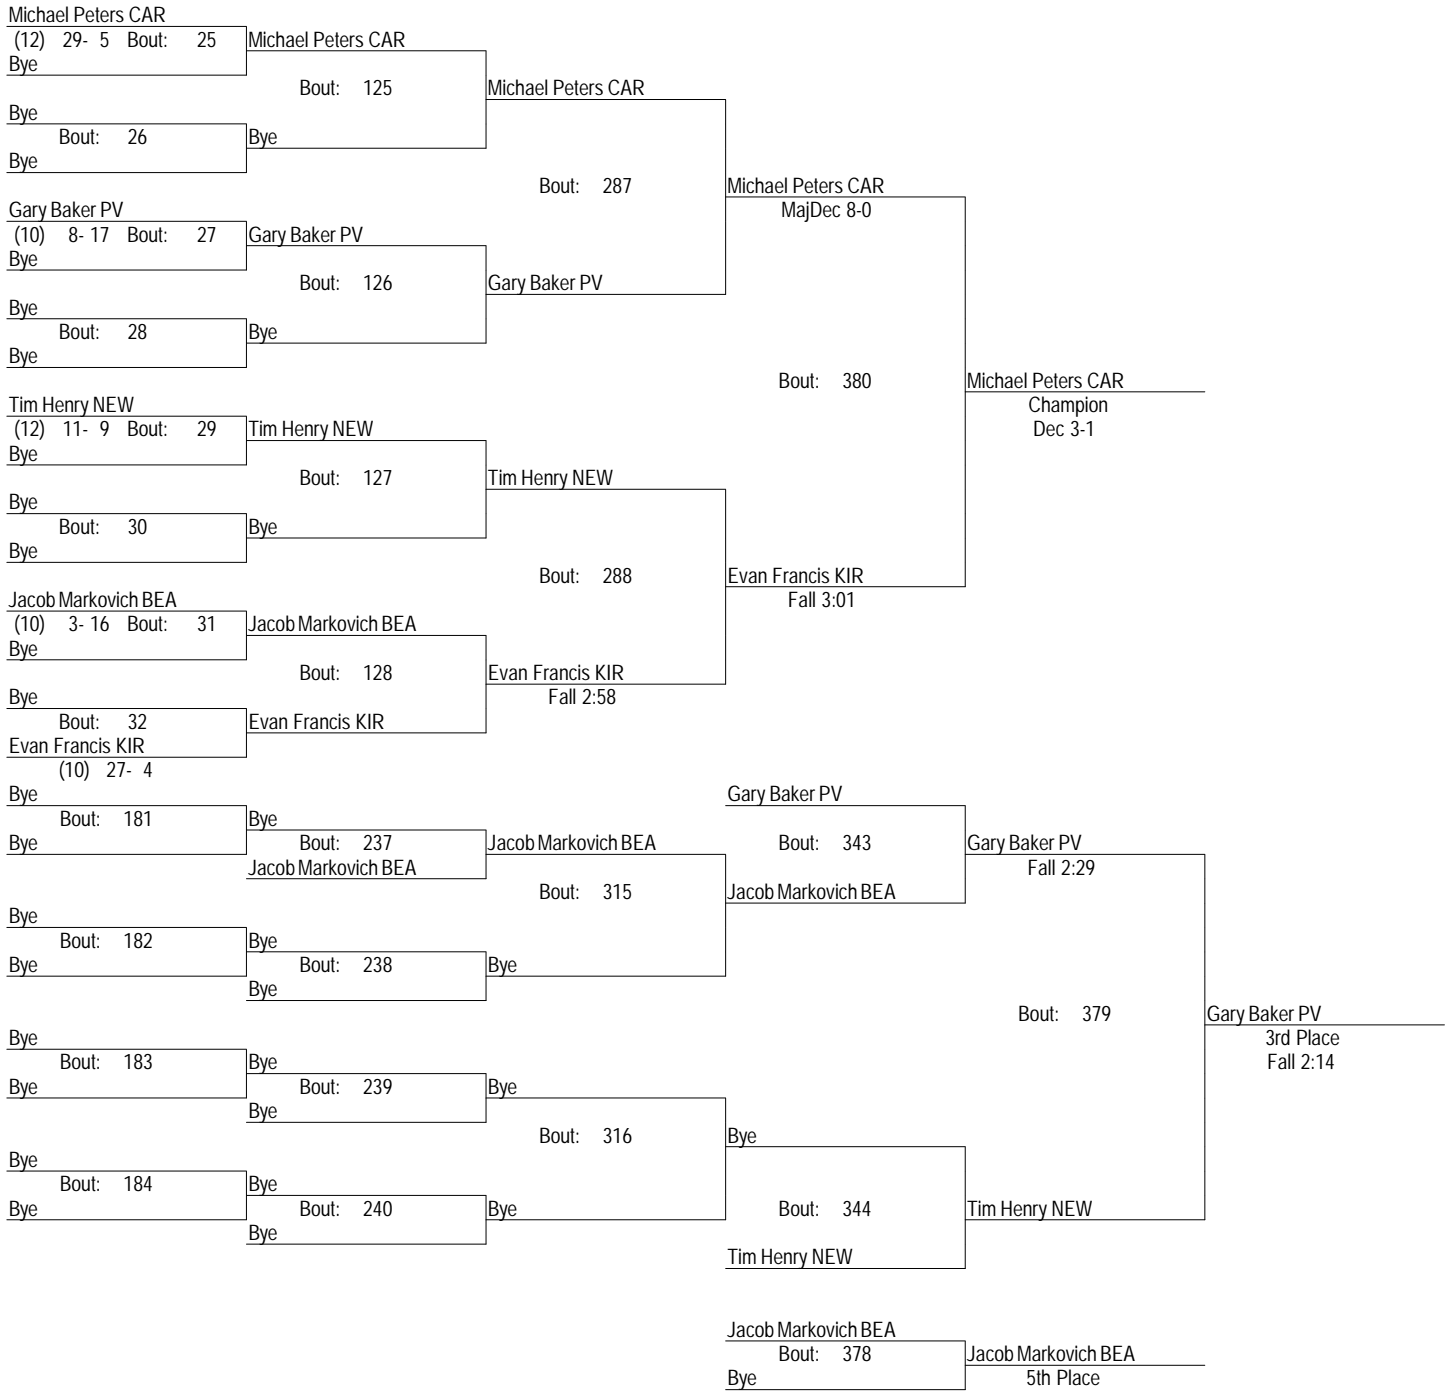 Michael Peters CAR
(12) 29- 5 Bout: 25 Michael Peters CAR
Bye
Bout: 125 Michael Peters CAR
Bye
Bout: 26 Bye
Bye
Bout: 287 Michael Peters CAR
MajDec 8-0
Gary Baker PV
(10) 8- 17 Bout: 27 Gary Baker PV
Bye
Bout: 126 Gary Baker PV
Bye
Bout: 28 Bye
Bye
Bout: 380 Michael Peters CAR
Champion
Dec 3-1
Tim Henry NEW
(12) 11- 9 Bout: 29 Tim Henry NEW
Bye
Bout: 127 Tim Henry NEW
Bye
Bout: 30 Bye
Bye
Bout: 288 Evan Francis KIR
Fall 3:01
Jacob Markovich BEA
(10) 3- 16 Bout: 31 Jacob Markovich BEA
Bye
Bout: 128 Evan Francis KIR
Fall 2:58
Bye
Bout: 32 Evan Francis KIR
Evan Francis KIR
(10) 27- 4
Bye Gary Baker PV
Bout: 181 Bye
Bye Bout: 237 Jacob Markovich BEA Bout: 343 Gary Baker PV
Jacob Markovich BEA Fall 2:29
Bout: 315 Jacob Markovich BEA
Bye
Bout: 182 Bye
Bye Bout: 238 Bye
Bye
Bout: 379 Gary Baker PV
3rd Place
Fall 2:14
Bye
Bout: 183 Bye
Bye Bout: 239 Bye
Bye
Bout: 316 Bye
Bye
Bout: 184 Bye
Bye Bout: 240 Bye Bout: 344 Tim Henry NEW
Bye
Tim Henry NEW
Jacob Markovich BEA
Bout: 378 Jacob Markovich BEA
Bye 5th Place